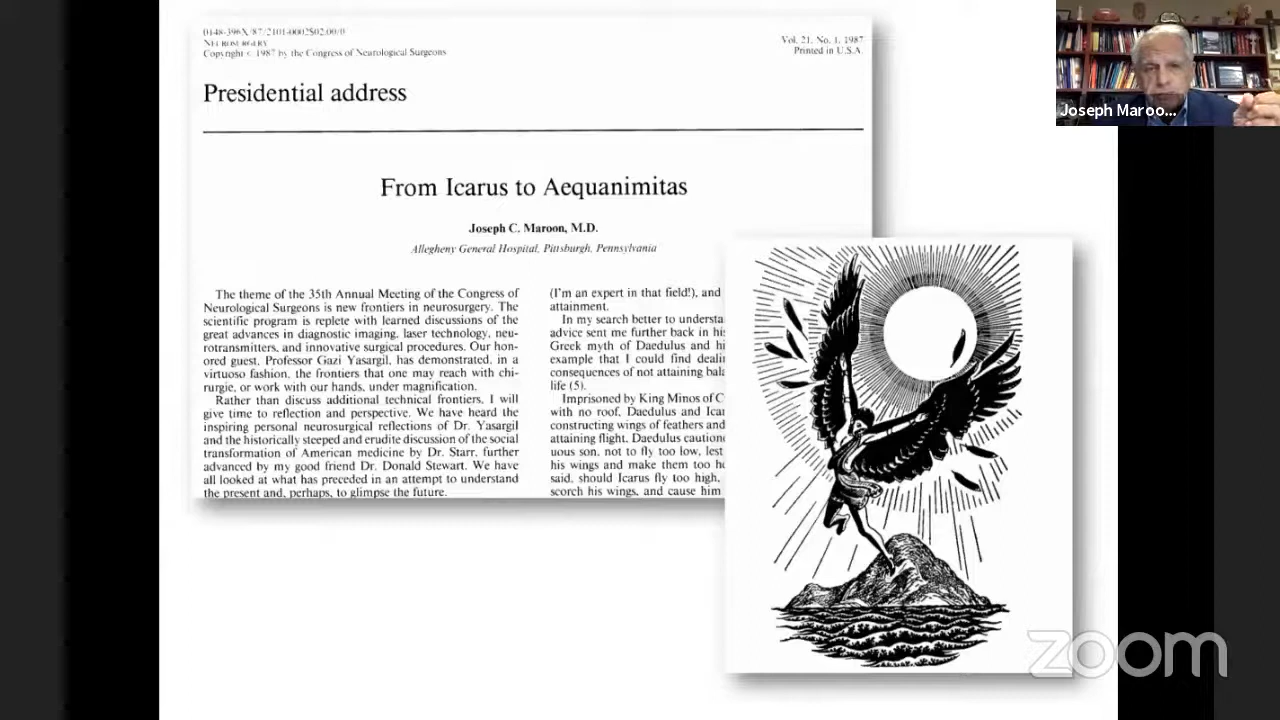 0148-396X/87/2101-0002$02.00/0
NEUROSURGERY
Copyright © 1987 by the Congress of Neurological Surgeons
Vol. 21, No. 1, 1987
Printed in U.S.A.
Presidential address
From Icarus to Aequanimitas
Joseph C. Maroon, M.D.
Allegheny General Hospital, Pittsburgh, Pennsylvania
The theme of the 35th Annual Meeting of the Congress of
Neurological Surgeons is new frontiers in neurosurgery. The
scientific program is replete with learned discussions of the
great advances in diagnostic imaging, laser technology, neu-
rotransmitters, and innovative surgical procedures. Our hon-
ored guest, Professor Gazi Yasargil, has demonstrated, in a
virtuoso fashion, the frontiers that one may reach with chi-
rurgie, or work with our hands, under magnification.
Rather than discuss additional technical frontiers, I will
give time to reflection and perspective. We have heard the
inspiring personal neurosurgical reflections of Dr. Yasargil
and the historically steeped and erudite discussion of the social
transformation of American medicine by Dr. Starr, further
advanced by my good friend Dr. Donald Stewart. We have
all looked at what has preceded in an attempt to understand
the present and, perhaps, to glimpse the future.
(I'm an expert in that field!), and
attainment.
In my search better to understa
advice sent me further back in his
Greek myth of Daedulus and hi
example that I could find deali
consequences of not attaining bala
life (5).
Imprisoned by King Minos of C
with no roof, Daedulus and Icar
constructing wings of feathers and
attaining flight. Daedulus cautione
uous son, not to fly too low, lest
his wings and make them too he
said, should Icarus fly too high,
scorch his wings, and cause him
Joseph Maroo...
zoom